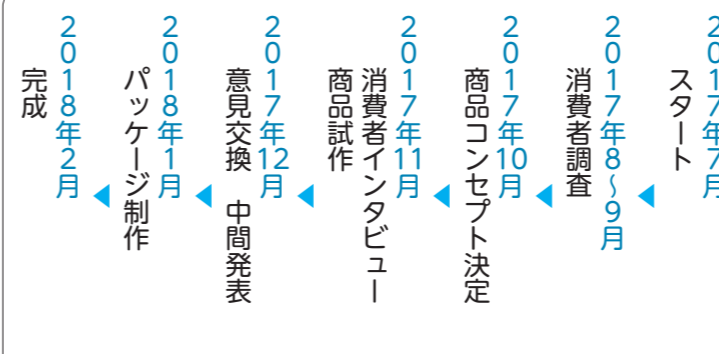 2017年7月
スタート
2017年8〜9月
消費者調査
2017年10月
商品コンセプト決定
2017年11月
消費者インタビュー
商品試作
2017年12月
意見交換 中間発表
2018年1月
パッケージ制作
2018年2月
完成